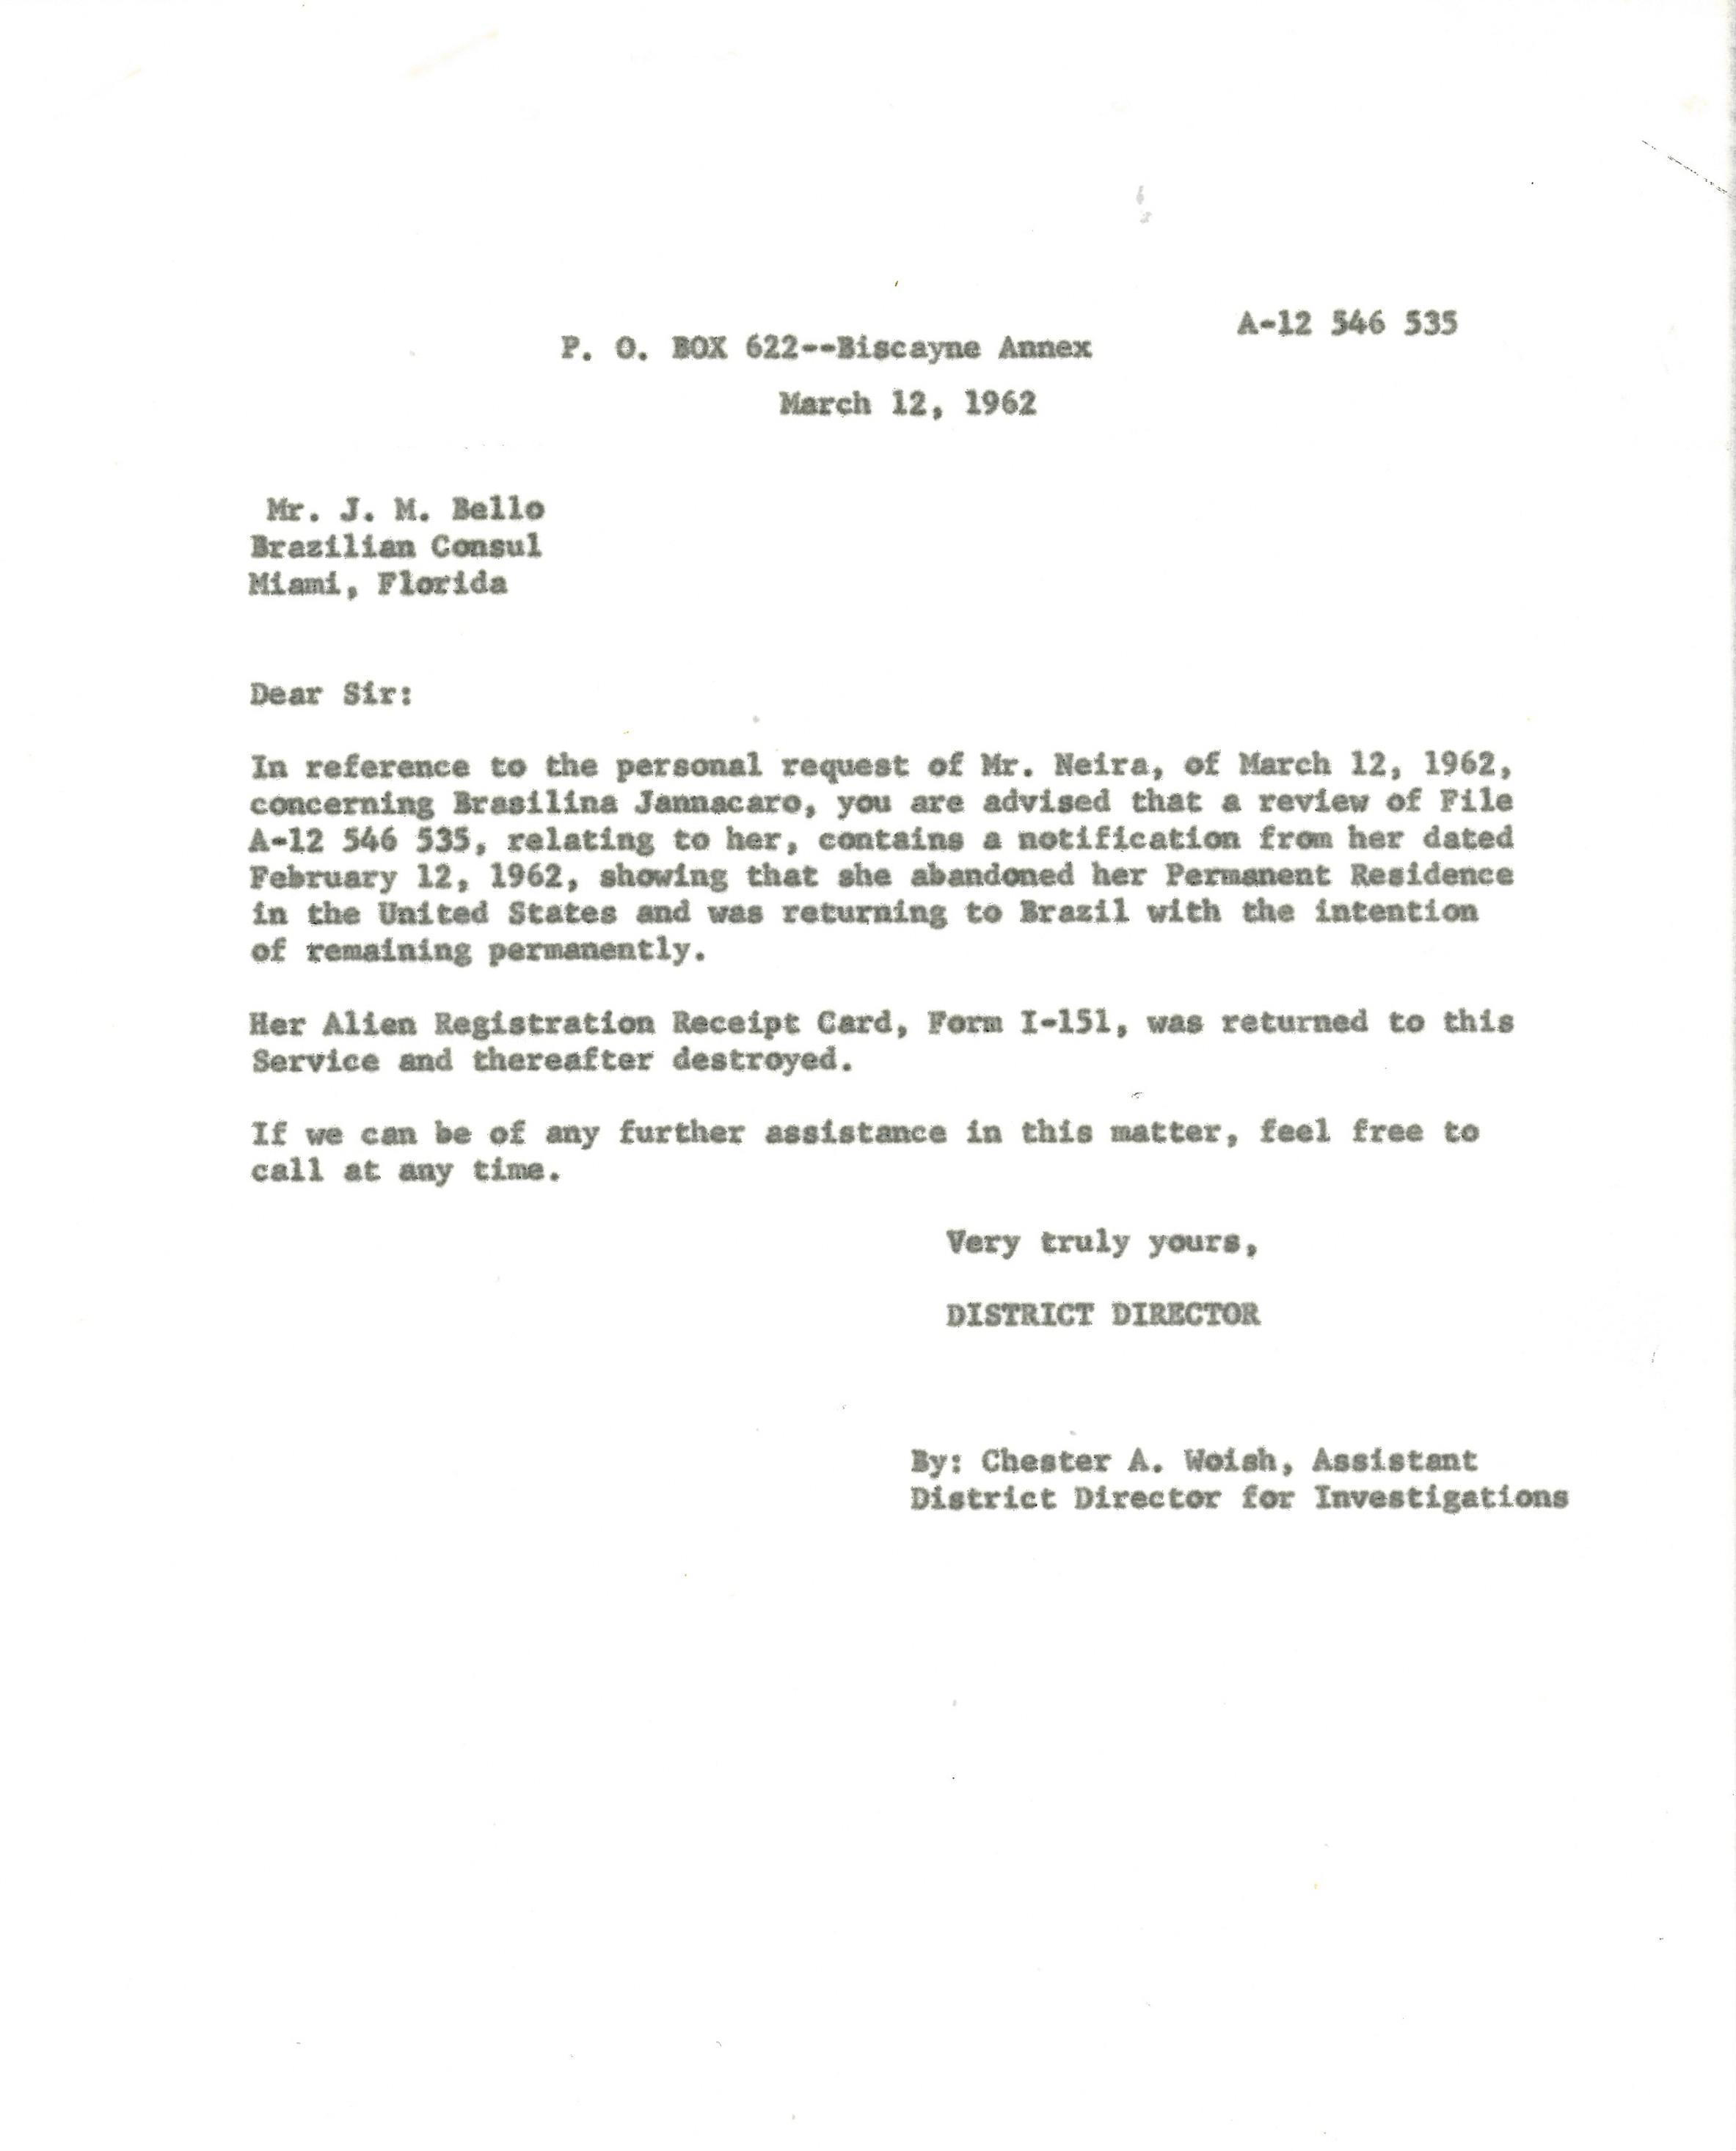 A-12 546 535
P. O. BOX 622--Biscayne Annex
March 12, 1962
Mr. J. M. Bello
Brazilian Consul
Miami, Florida
Dear Sir:
In reference to the personal request of Mr. Neira, of March 12, 1962,
concerning Brasilina Jannacaro, you are advised that a review of File
A-12 546 535, relating to her, contains a notification from her dated
February 12, 1962, showing that she abandoned her Permanent Residence
in the United States and was returning to Brazil with the intention
of remaining permanently.
Her Alien Registration Receipt Card, Form I-151, was returned to this
Service and thereafter destroyed.
If we can be of any further assistance in this matter, feel free to
call at any time.
Very truly yours,
DISTRICT DIRECTOR
By: Chester A. Woish, Assistant
District Director for Investigations